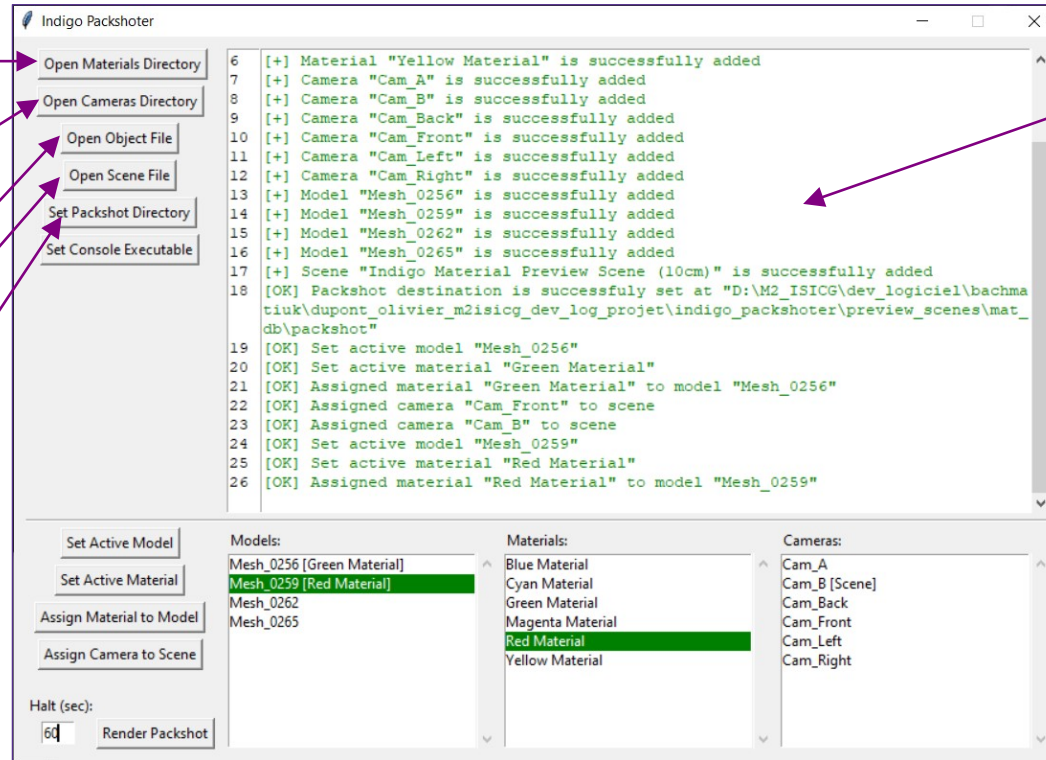 Indigo Packshoter
Open Materials Directory
Open Cameras Directory
Open Object File
Open Scene File
Set Packshot Directory
Set Console Executable
6 [+] Material "Yellow Material" is successfully added
7 [+] Camera "Cam_A" is successfully added
8 [+] Camera "Cam_B" is successfully added
9 [+] Camera "Cam_Back" is successfully added
10 [+] Camera "Cam_Front" is successfully added
11 [+] Camera "Cam_Left" is successfully added
12 [+] Camera "Cam_Right" is successfully added
13 [+] Model "Mesh_0256" is successfully added
14 [+] Model "Mesh_0259" is successfully added
15 [+] Model "Mesh_0262" is successfully added
16 [+] Model "Mesh_0265" is successfully added
17 [+] Scene "Indigo Material Preview Scene (10cm)" is successfully added
18 [OK] Packshot destination is successfuly set at "D:\M2_ISICG\dev_logiciel\bachma
tiuk\dupont_olivier_m2isicg_dev_log_projet\indigo_packshoter\preview_scenes\mat_
db\packshot"
19 [OK] Set active model "Mesh_0256"
20 [OK] Set active material "Green Material"
21 [OK] Assigned material "Green Material" to model "Mesh_0256"
22 [OK] Assigned camera "Cam_Front" to scene
23 [OK] Assigned camera "Cam_B" to scene
24 [OK] Set active model "Mesh_0259"
25 [OK] Set active material "Red Material"
26 [OK] Assigned material "Red Material" to model "Mesh_0259"
Set Active Model
Set Active Material
Assign Material to Model
Assign Camera to Scene
Halt (sec):
60
Render Packshot
Models:
Mesh_0256 [Green Material]
Mesh_0259 [Red Material]
Mesh_0262
Mesh_0265
Materials:
Blue Material
Cyan Material
Green Material
Magenta Material
Red Material
Yellow Material
Cameras:
Cam_A
Cam_B [Scene]
Cam_Back
Cam_Front
Cam_Left
Cam_Right